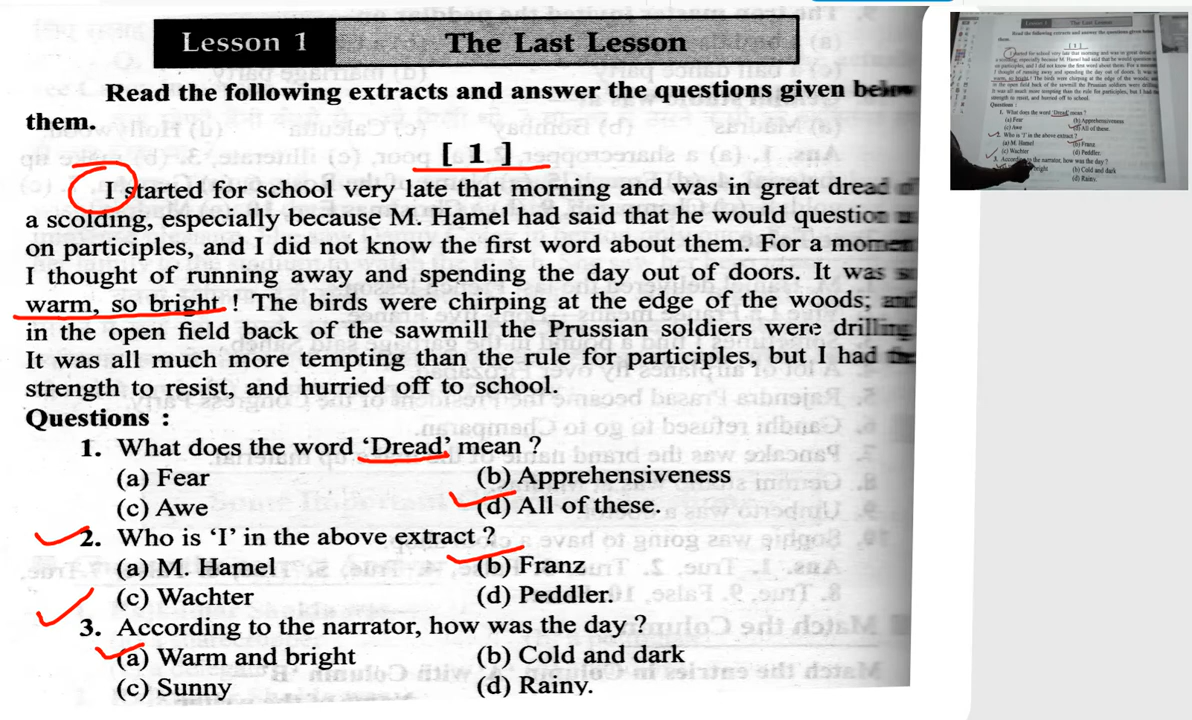 Lesson 1 The Last Lesson
Read the following extracts and answer the questions given below
them.
[ 1 ]
I started for school very late that morning and was in great dread of
a scolding, especially because M. Hamel had said that he would question us
on participles, and I did not know the first word about them. For a moment
I thought of running away and spending the day out of doors. It was so
warm, so bright ! The birds were chirping at the edge of the woods; and
in the open field back of the sawmill the Prussian soldiers were drilling.
It was all much more tempting than the rule for participles, but I had the
strength to resist, and hurried off to school.
Questions :
1. What does the word ‘Dread’ mean ?
(a) Fear (b) Apprehensiveness
(c) Awe (d) All of these.
2. Who is ‘I’ in the above extract ?
(a) M. Hamel (b) Franz
(c) Wachter (d) Peddler.
3. According to the narrator, how was the day ?
(a) Warm and bright (b) Cold and dark
(c) Sunny (d) Rainy.